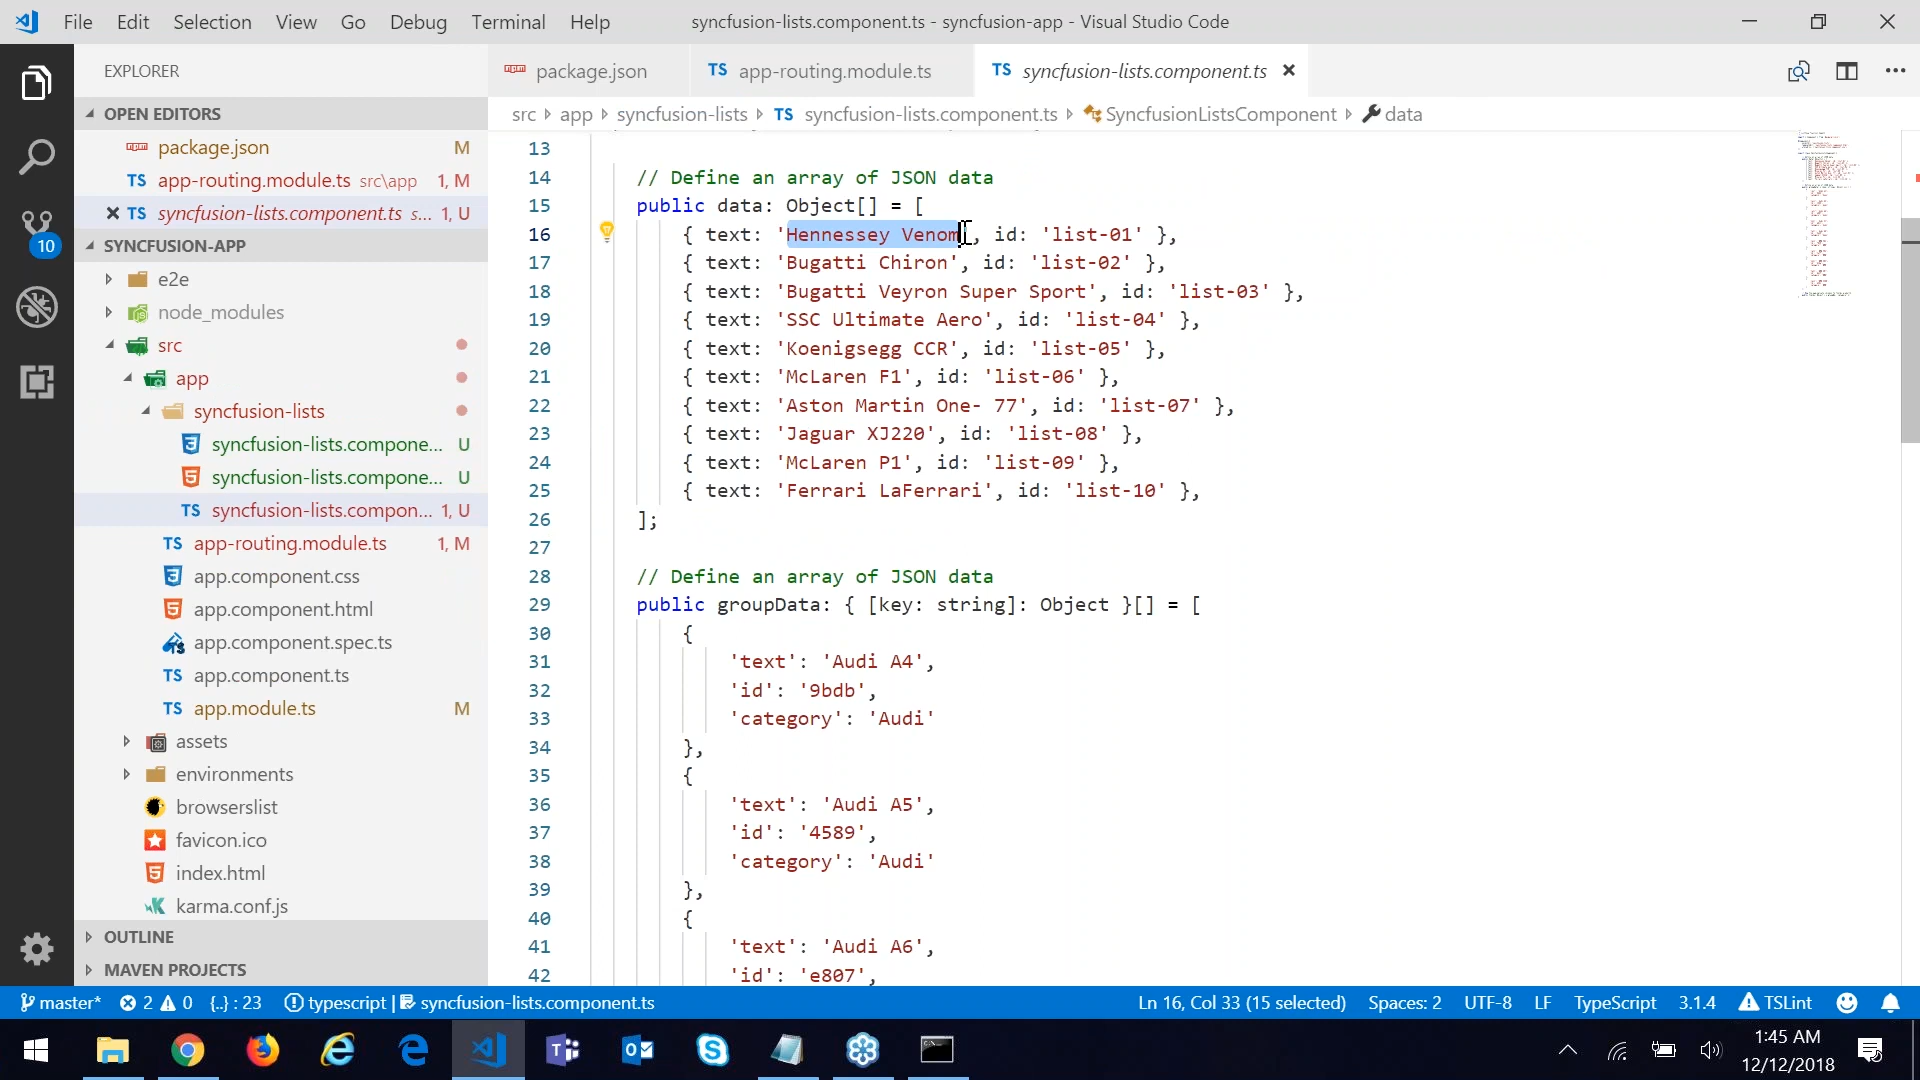 File Edit Selection View Go Debug Terminal Help syncfusion-lists.component.ts - syncfusion-app - Visual Studio Code
EXPLORER
package.json TS app-routing.module.ts TS syncfusion-lists.component.ts
OPEN EDITORS
src app syncfusion-lists TS syncfusion-lists.component.ts SyncfusionListsComponent data
package.json M
TS app-routing.module.ts src\app 1, M
TS syncfusion-lists.component.ts s... 1, U
10
SYNCFUSION-APP
e2e
node_modules
src
app
syncfusion-lists
syncfusion-lists.compone... U
syncfusion-lists.compone... U
TS syncfusion-lists.compon... 1, U
TS app-routing.module.ts 1, M
app.component.css
app.component.html
app.component.spec.ts
TS app.component.ts
TS app.module.ts M
assets
environments
browserslist
favicon.ico
index.html
karma.conf.js
OUTLINE
MAVEN PROJECTS
13
14 // Define an array of JSON data
15 public data: Object[] = [
16 { text: 'Hennessey Venom', id: 'list-01' },
17 { text: 'Bugatti Chiron', id: 'list-02' },
18 { text: 'Bugatti Veyron Super Sport', id: 'list-03' },
19 { text: 'SSC Ultimate Aero', id: 'list-04' },
20 { text: 'Koenigsegg CCR', id: 'list-05' },
21 { text: 'McLaren F1', id: 'list-06' },
22 { text: 'Aston Martin One- 77', id: 'list-07' },
23 { text: 'Jaguar XJ220', id: 'list-08' },
24 { text: 'McLaren P1', id: 'list-09' },
25 { text: 'Ferrari LaFerrari', id: 'list-10' },
26 ];
27
28 // Define an array of JSON data
29 public groupData: { [key: string]: Object }[] = [
30 {
31 'text': 'Audi A4',
32 'id': '9bdb',
33 'category': 'Audi'
34 },
35 {
36 'text': 'Audi A5',
37 'id': '4589',
38 'category': 'Audi'
39 },
40 {
41 'text': 'Audi A6',
42 'id': 'e807',
master* 2 0 {..} : 23 typescript | syncfusion-lists.component.ts Ln 16, Col 33 (15 selected) Spaces: 2 UTF-8 LF TypeScript 3.1.4 TSLint
1:45 AM
12/12/2018